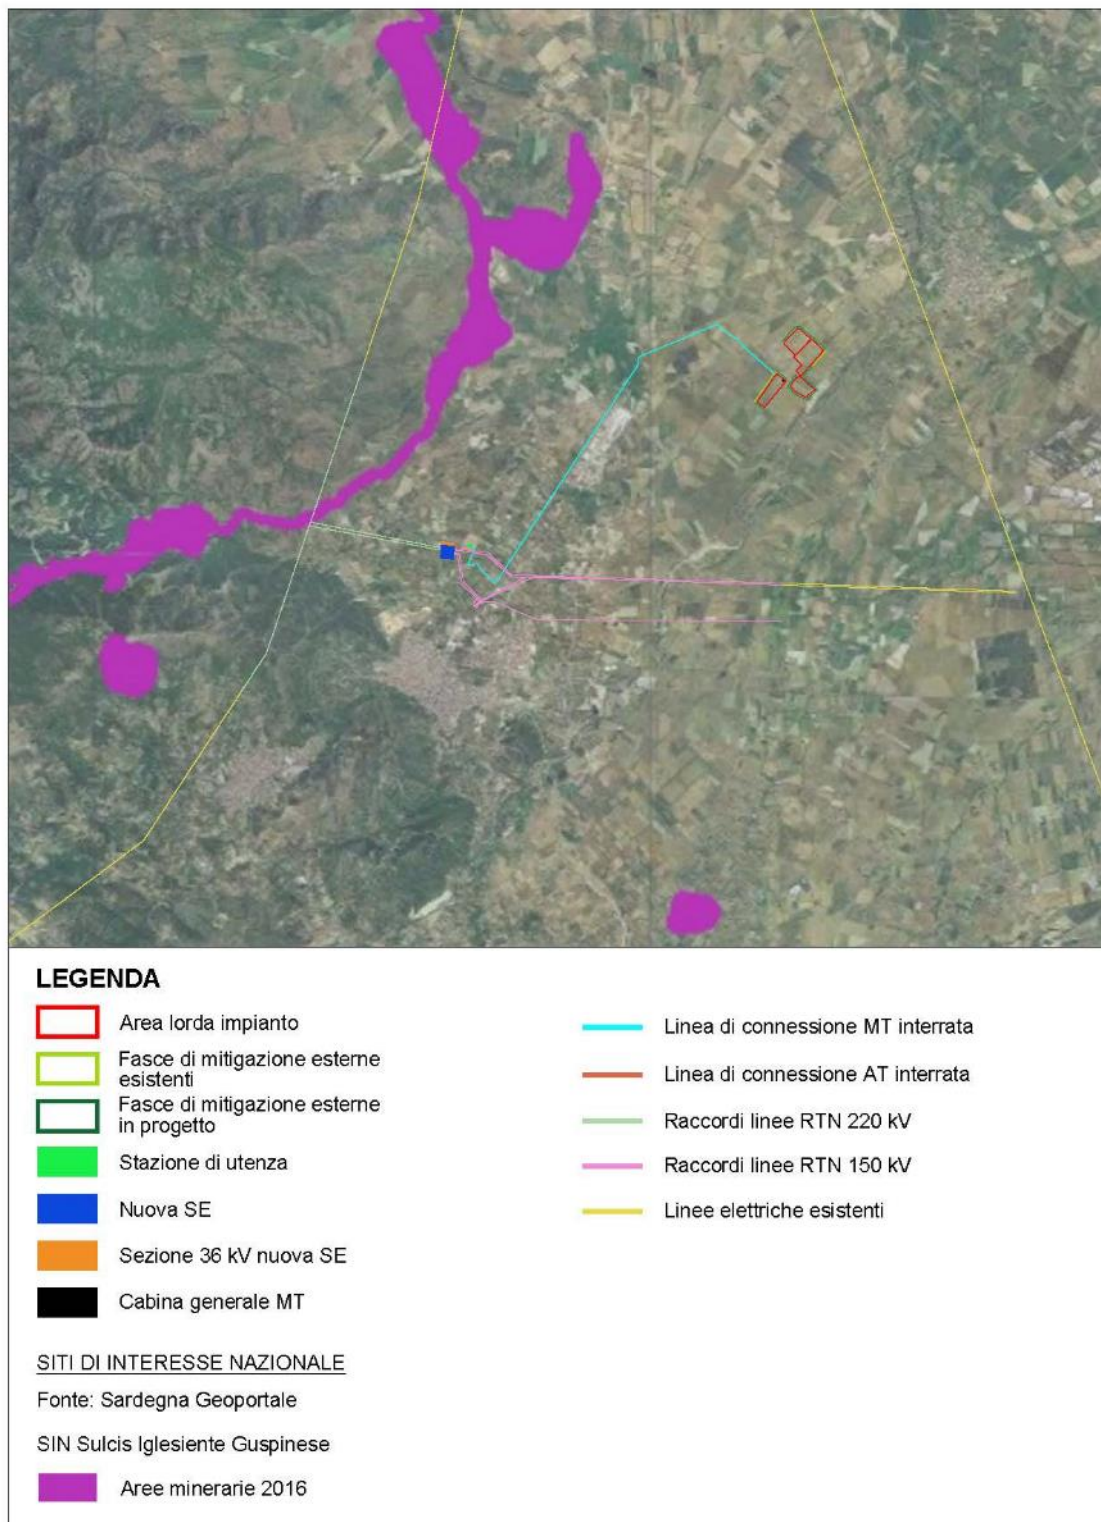 LEGENDA
Area lorda impianto
Fasce di mitigazione esterne
esistenti
Fasce di mitigazione esterne
in progetto
Stazione di utenza
Nuova SE
Sezione 36 kV nuova SE
Cabina generale MT
Linea di connessione MT interrata
Linea di connessione AT interrata
Raccordi linee RTN 220 kV
Raccordi linee RTN 150 kV
Linee elettriche esistenti
SITI DI INTERESSE NAZIONALE
Fonte: Sardegna Geoportale
SIN Sulcis Iglesiente Guspinese
Aree minerarie 2016